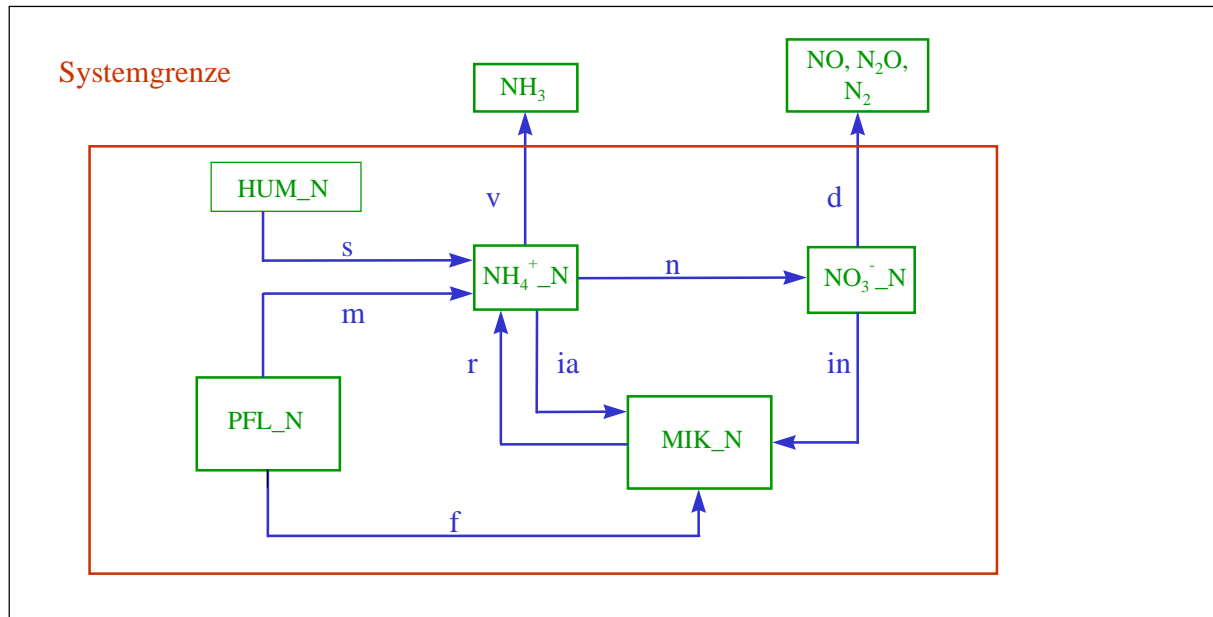 Systemgrenze
NH₃
NO, N₂O,
N₂
HUM_N
v
d
s
NH₄⁺_N
n
NO₃⁻_N
m
r
ia
in
PFL_N
MIK_N
f